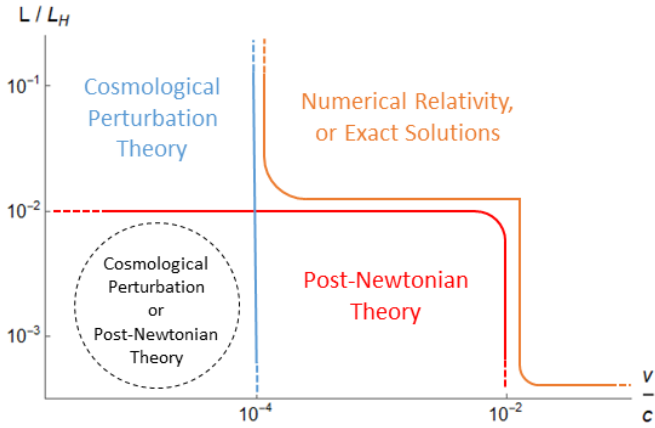 L / L_H
10⁻¹
10⁻²
10⁻³
Cosmological
Perturbation
Theory
Numerical Relativity,
or Exact Solutions
Cosmological
Perturbation
or
Post-Newtonian
Theory
Post-Newtonian
Theory
10⁻⁴
10⁻²
v
c